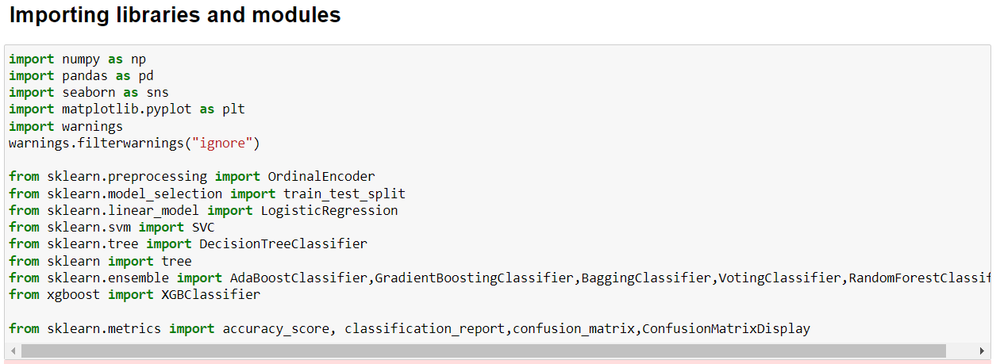 Importing libraries and modules
import numpy as np
import pandas as pd
import seaborn as sns
import matplotlib.pyplot as plt
import warnings
warnings.filterwarnings("ignore")
from sklearn.preprocessing import OrdinalEncoder
from sklearn.model_selection import train_test_split
from sklearn.linear_model import LogisticRegression
from sklearn.svm import SVC
from sklearn.tree import DecisionTreeClassifier
from sklearn import tree
from sklearn.ensemble import AdaBoostClassifier,GradientBoostingClassifier,BaggingClassifier,VotingClassifier,RandomForestClassif
from xgboost import XGBClassifier
from sklearn.metrics import accuracy_score, classification_report,confusion_matrix,ConfusionMatrixDisplay